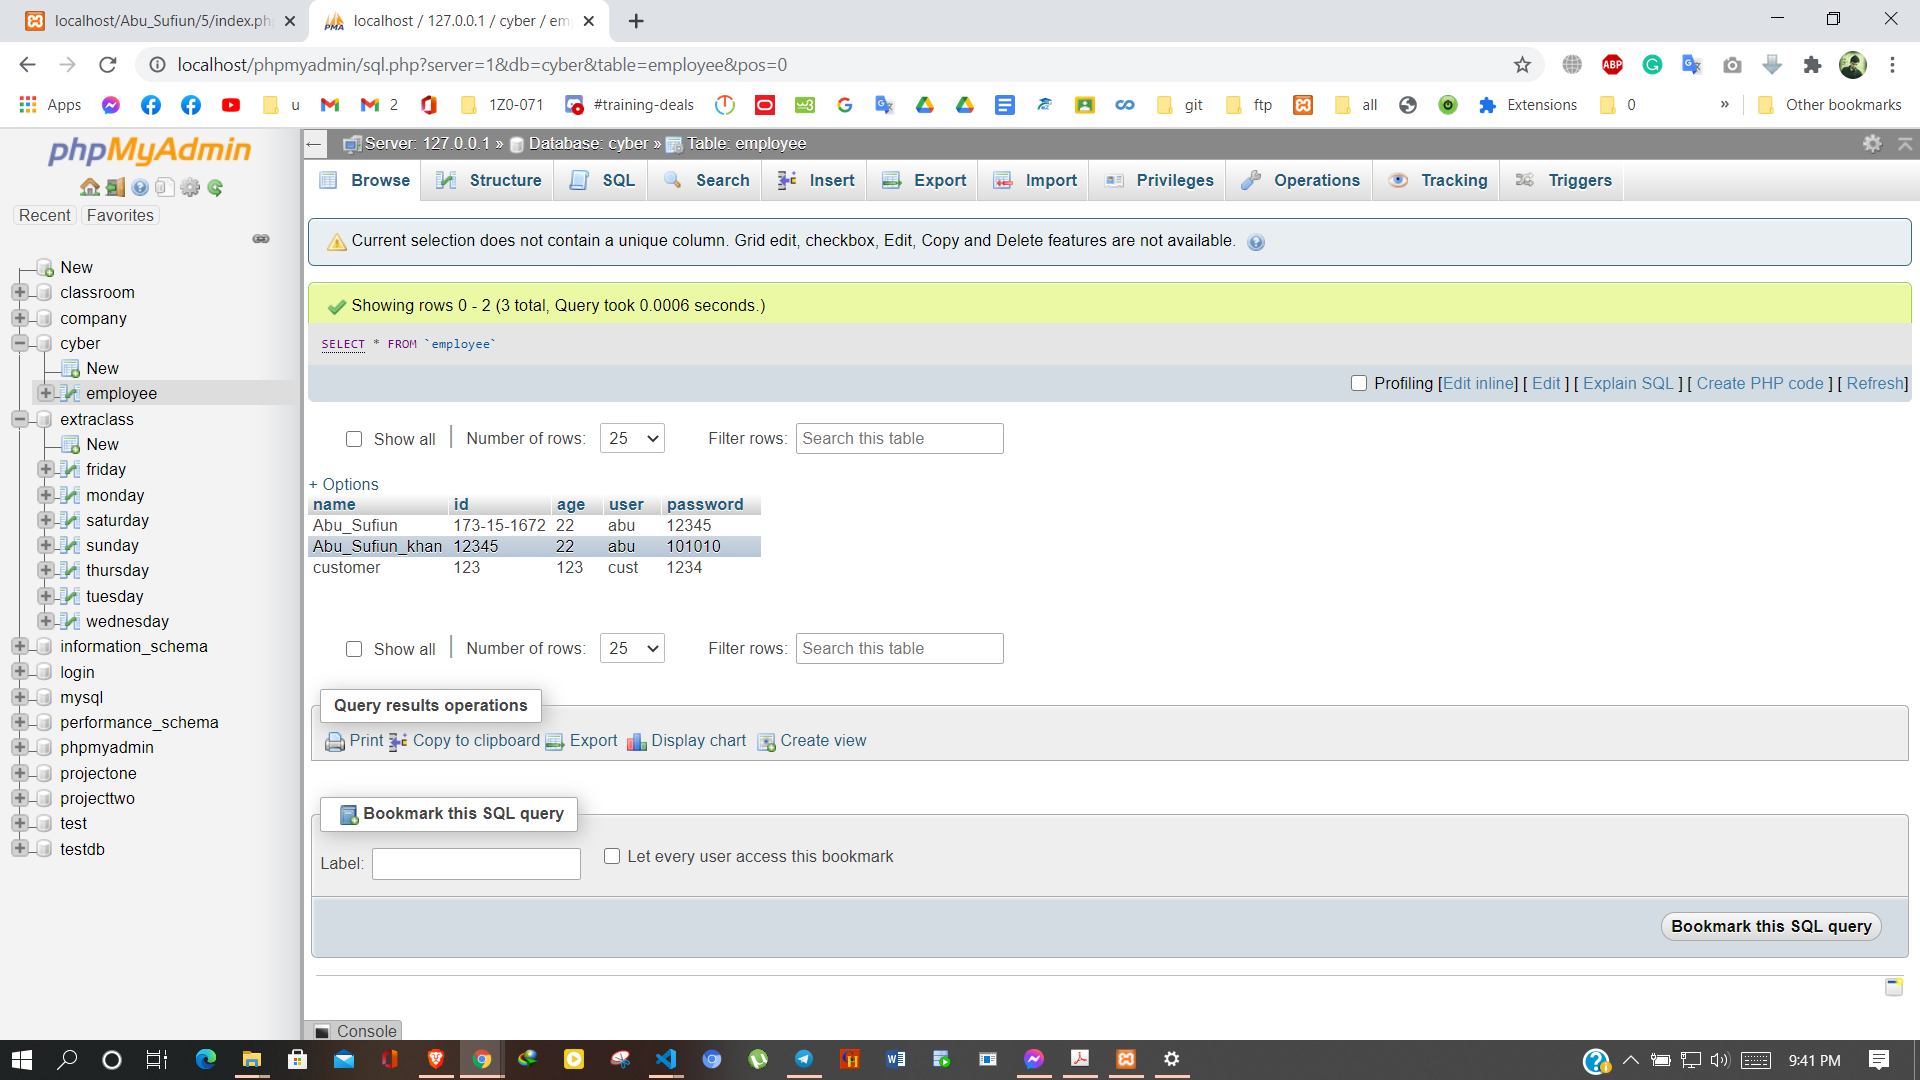 localhost/Abu_Sufiun/5/index.ph
localhost / 127.0.0.1 / cyber / em
localhost/phpmyadmin/sql.php?server=1&db=cyber&table=employee&pos=0
ABP
Apps
u
2
1Z0-071
#training-deals
git
ftp
all
Extensions
0
»
Other bookmarks
phpMyAdmin
Recent
Favorites
New
classroom
company
cyber
New
employee
extraclass
New
friday
monday
saturday
sunday
thursday
tuesday
wednesday
information_schema
login
mysql
performance_schema
phpmyadmin
projectone
projecttwo
test
testdb
Server: 127.0.0.1 » Database: cyber » Table: employee
Browse Structure SQL Search Insert Export Import Privileges Operations Tracking Triggers
Current selection does not contain a unique column. Grid edit, checkbox, Edit, Copy and Delete features are not available.
Showing rows 0 - 2 (3 total, Query took 0.0006 seconds.)
SELECT * FROM `employee`
Profiling [Edit inline] [ Edit ] [ Explain SQL ] [ Create PHP code ] [ Refresh]
Show all Number of rows: 25 Filter rows: Search this table
+ Options
name id age user password
Abu_Sufiun 173-15-1672 22 abu 12345
Abu_Sufiun_khan 12345 22 abu 101010
customer 123 123 cust 1234
Show all Number of rows: 25 Filter rows: Search this table
Query results operations
Print Copy to clipboard Export Display chart Create view
Bookmark this SQL query
Label: Let every user access this bookmark
Bookmark this SQL query
Console
9:41 PM